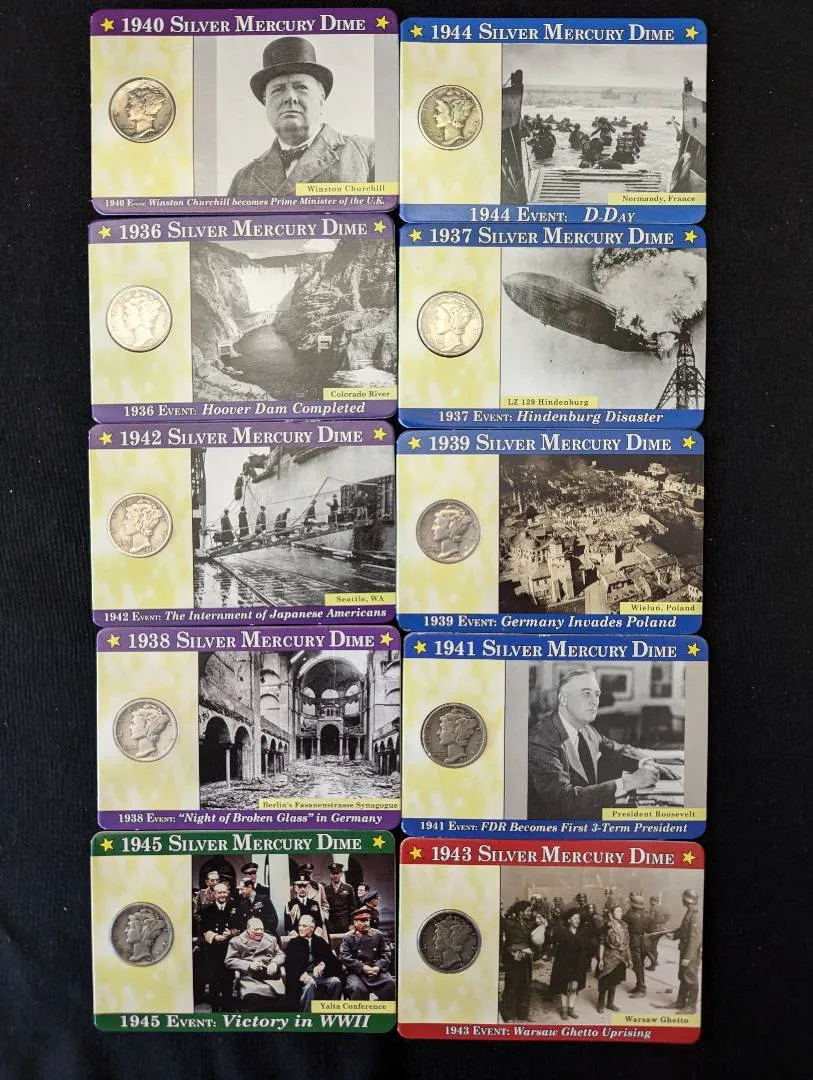 1940 SILVER MERCURY DIME
Winston Churchill
1940 EVENT: Winston Churchill becomes Prime Minister of the U.K.
1944 SILVER MERCURY DIME
Normandy, France
1944 EVENT: D-DAY
1936 SILVER MERCURY DIME
Colorado River
1936 EVENT: Hoover Dam Completed
1937 SILVER MERCURY DIME
LZ 129 Hindenburg
1937 EVENT: Hindenburg Disaster
1942 SILVER MERCURY DIME
Seattle, WA
1942 EVENT: The Internment of Japanese Americans
1939 SILVER MERCURY DIME
Wieluń, Poland
1939 EVENT: Germany Invades Poland
1938 SILVER MERCURY DIME
Berlin's Fasanenstrasse Synagogue
1938 EVENT: "Night of Broken Glass" in Germany
1941 SILVER MERCURY DIME
President Roosevelt
1941 EVENT: FDR Becomes First 3-Term President
1945 SILVER MERCURY DIME
Yalta Conference
1945 EVENT: Victory in WWII
1943 SILVER MERCURY DIME
Warsaw Ghetto
1943 EVENT: Warsaw Ghetto Uprising